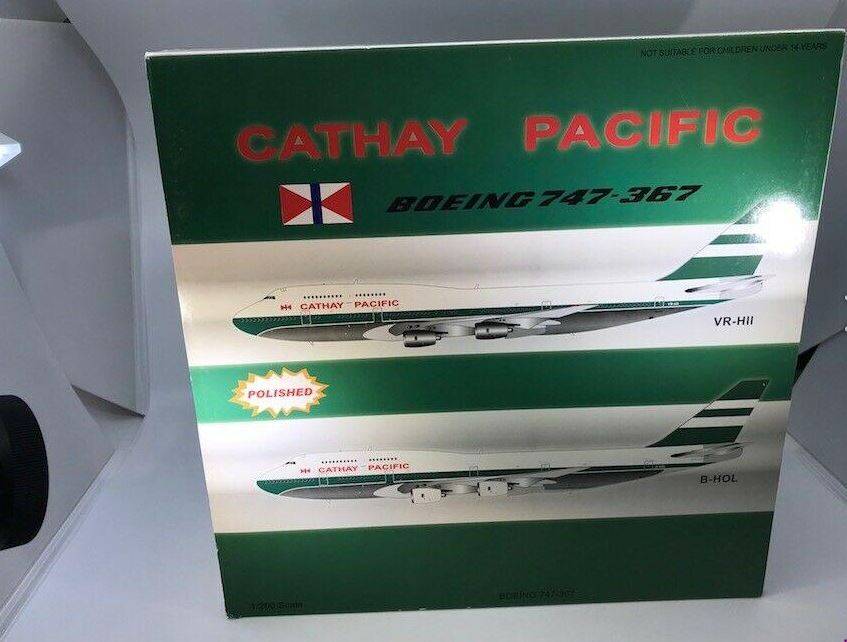 NOT SUITABLE FOR CHILDREN UNDER 14 YEARS
CATHAY PACIFIC
BOEING 747-367
CATHAY PACIFIC
VR-HII
POLISHED
CATHAY PACIFIC
B-HOL
1/200 Scale
BOEING 747-367